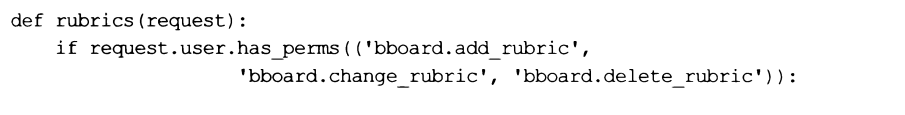 def rubrics(request):
    if request.user.has_perms(('bboard.add_rubric',
                    'bboard.change_rubric', 'bboard.delete_rubric')):